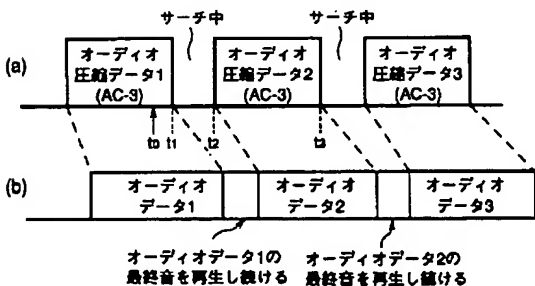 サーチ中 サーチ中
(a)
オーディオ 圧縮データ1 (AC-3)
オーディオ 圧縮データ2 (AC-3)
オーディオ 圧縮データ3 (AC-3)
t0 t1 t2 t3
(b)
オーディオ データ1
オーディオ データ2
オーディオ データ3
オーディオデータ1の
最終音を再生し続ける
オーディオデータ2の
最終音を再生し続ける